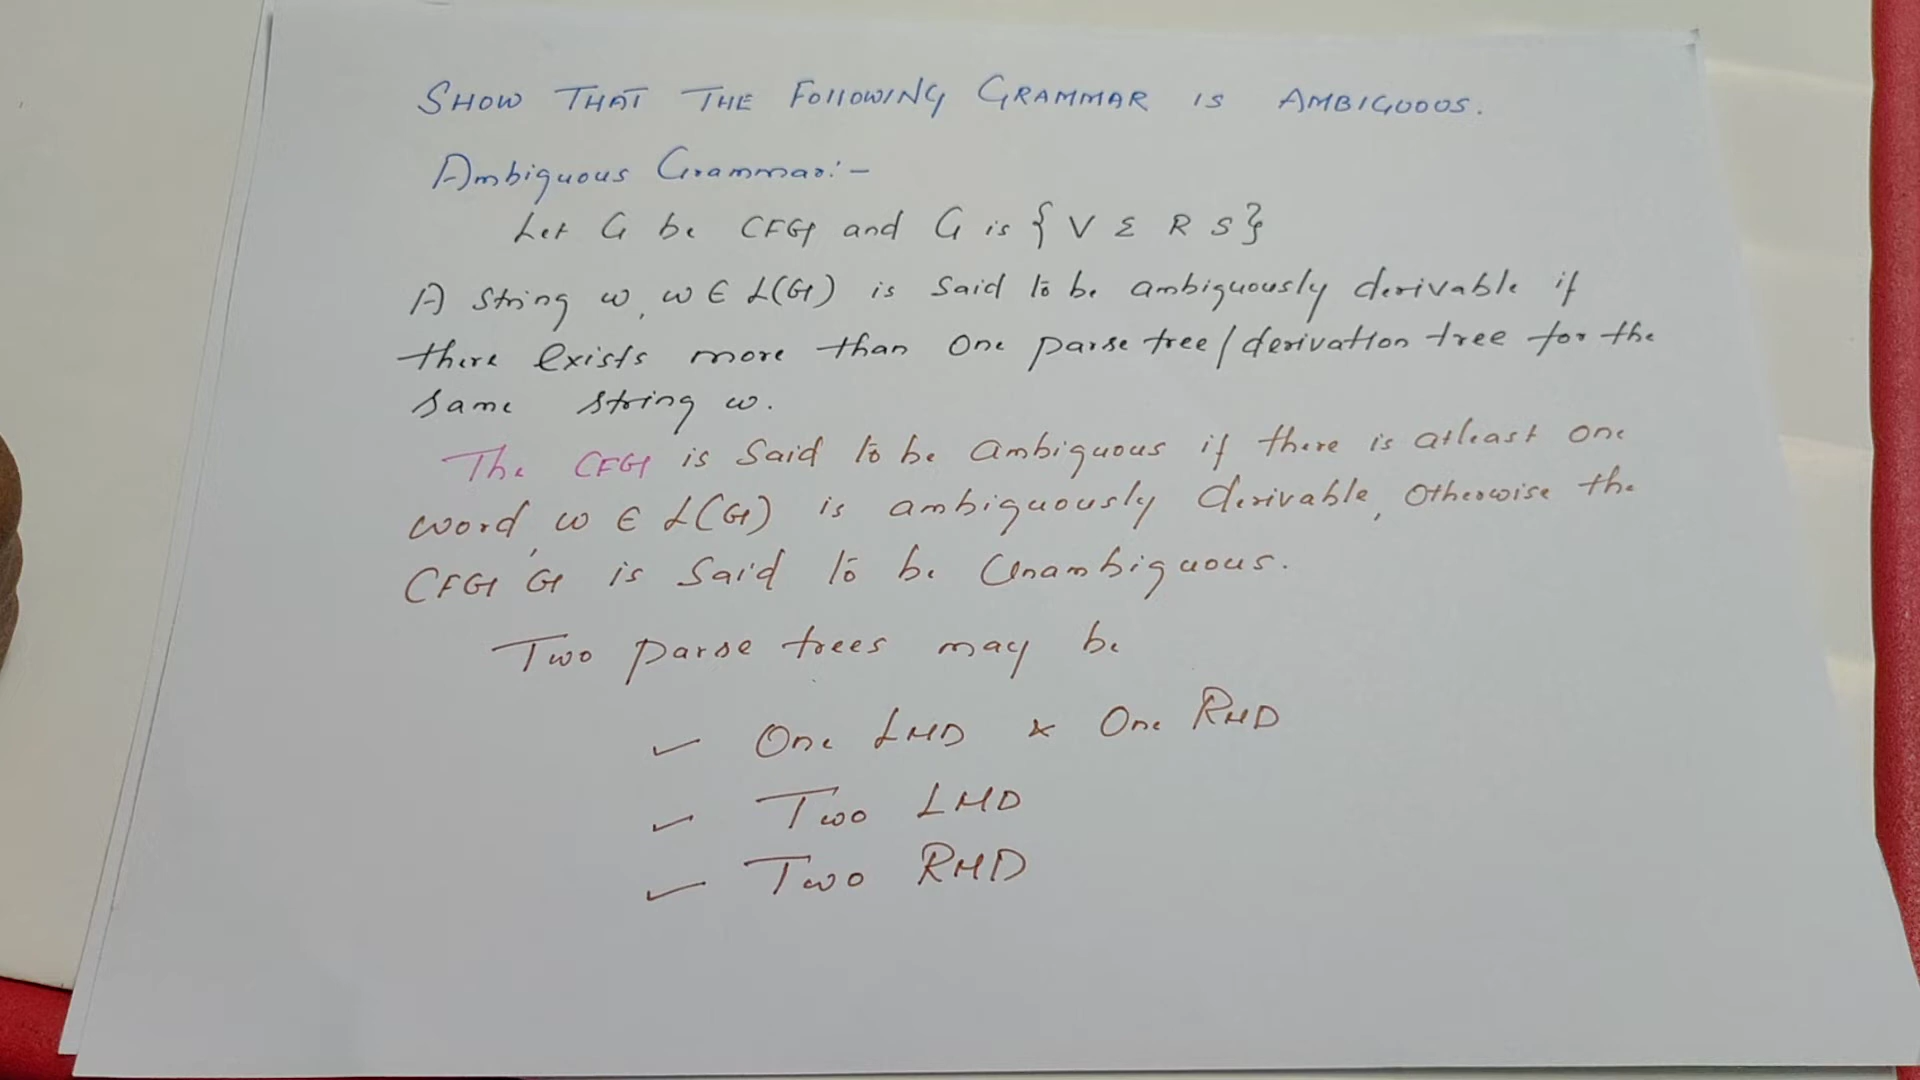 SHOW THAT THE FOLLOWING GRAMMAR IS AMBIGUOUS.
Ambiguous Grammar:-
Let G be CFG and G is { V Σ R S }
A string w, w ∈ L(G) is said to be ambiguously derivable if
there exists more than one parse tree/derivation tree for the
same string w.
The CFG is said to be ambiguous if there is atleast one
word, w ∈ L(G) is ambiguously derivable, otherwise the
CFG G is said to be unambiguous.
Two parse trees may be
✓ One LMD & One RMD
✓ Two LMD
✓ Two RMD